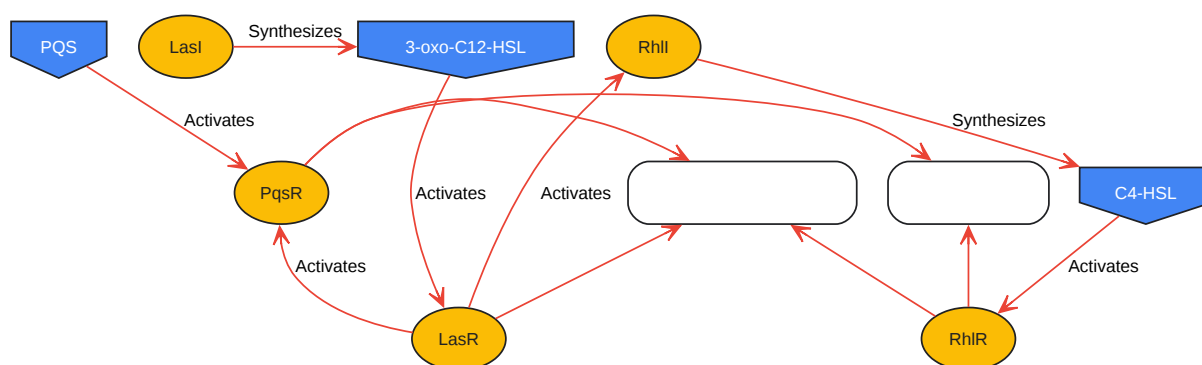 PQS
LasI
Synthesizes
3-oxo-C12-HSL
RhlI
Activates
Synthesizes
PqsR
Activates
Activates
C4-HSL
Activates
Activates
LasR
RhlR